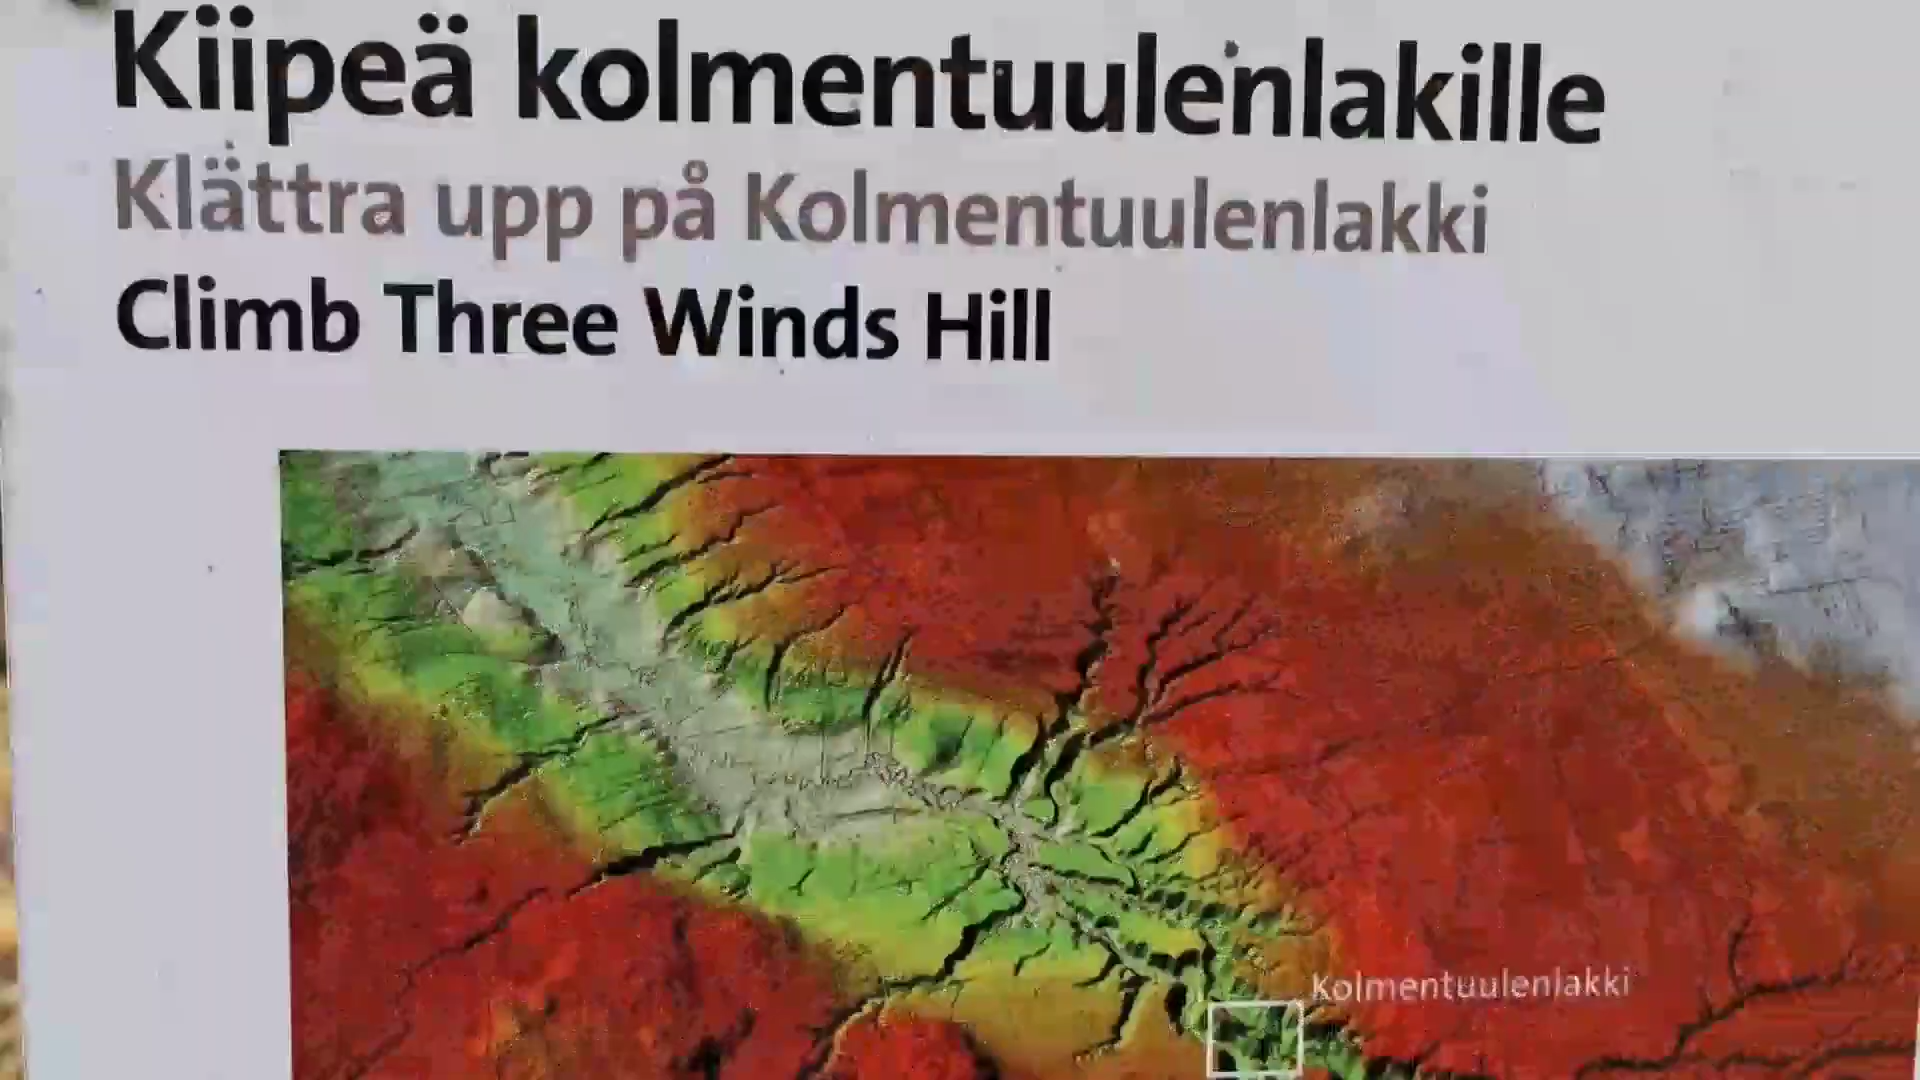 Kiipeä kolmentuulenlakille
Klättra upp på Kolmentuulenlakki
Climb Three Winds Hill
Kolmentuulenlakki